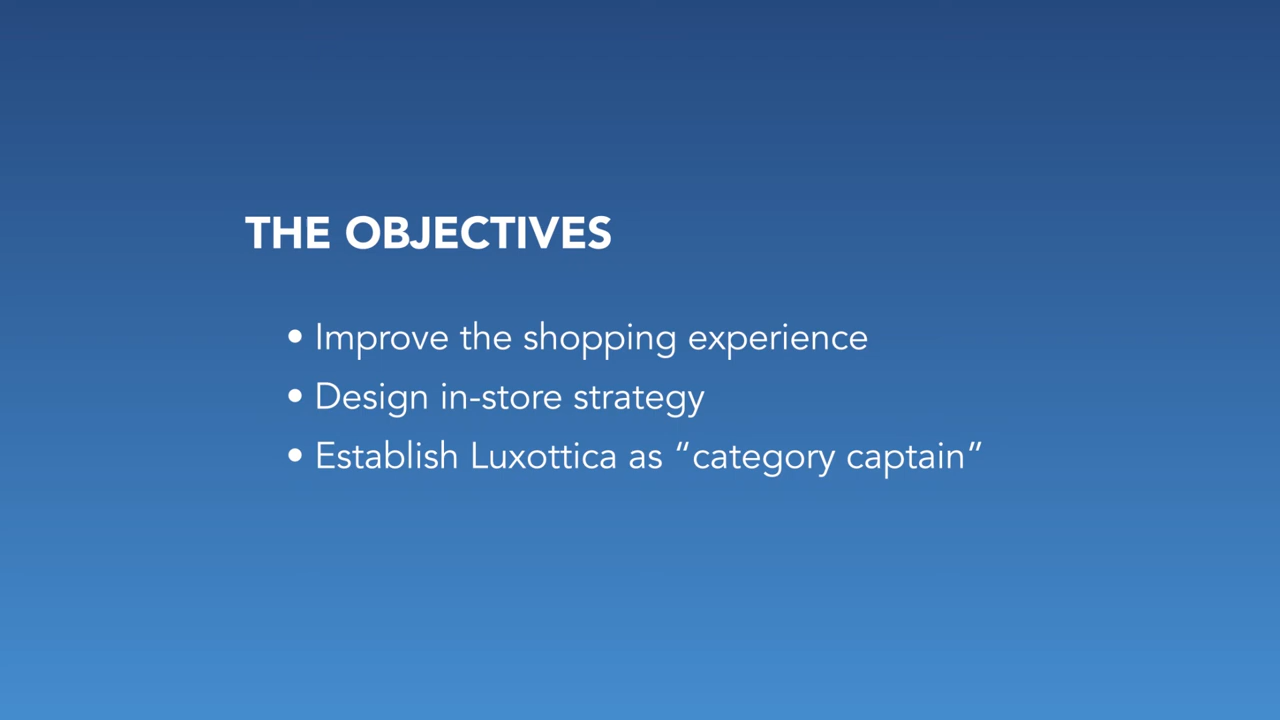 THE OBJECTIVES
• Improve the shopping experience
• Design in-store strategy
• Establish Luxottica as “category captain”